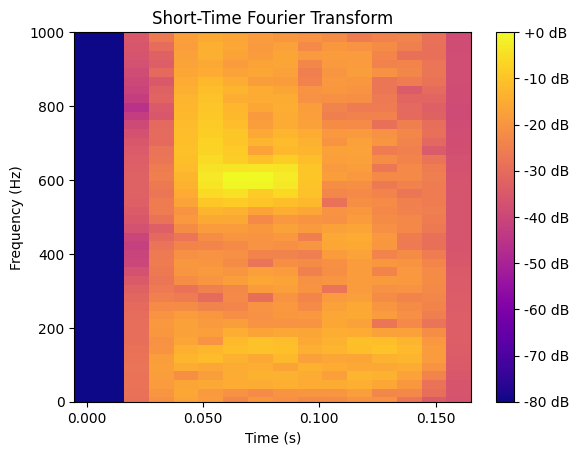 Short-Time Fourier Transform
1000
800
600
400
200
0
Frequency (Hz)
0.000
0.050
0.100
0.150
Time (s)
+0 dB
-10 dB
-20 dB
-30 dB
-40 dB
-50 dB
-60 dB
-70 dB
-80 dB